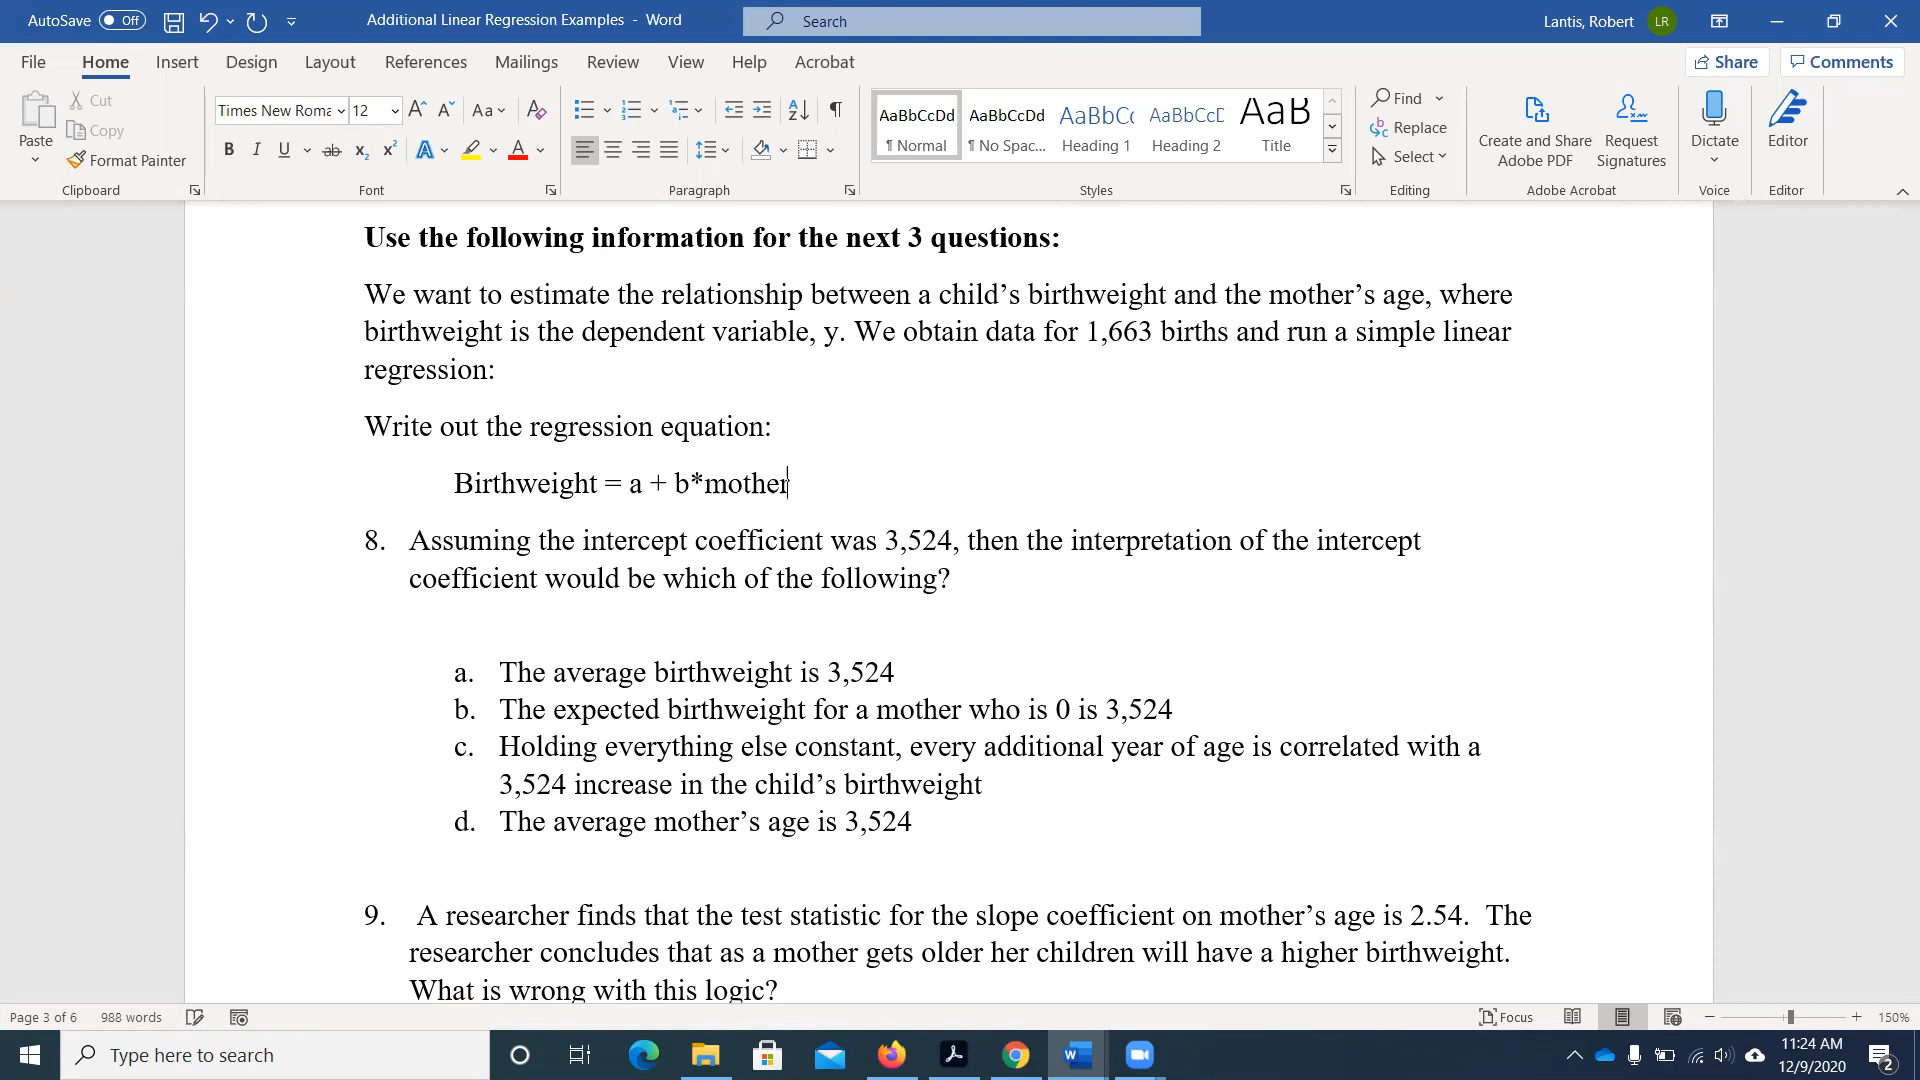 AutoSave Off Additional Linear Regression Examples - Word Search Lantis, Robert LR
File Home Insert Design Layout References Mailings Review View Help Acrobat Share Comments
Paste Cut Copy Format Painter Clipboard
Times New Roma 12 Aa
B I U ab x₂ x² A A Font
Paragraph
AaBbCcDd AaBbCcDd AaBbCc AaBbCcD AaB
¶ Normal ¶ No Spac... Heading 1 Heading 2 Title
Styles
Find
Replace
Select
Editing
Create and Share Adobe PDF Request Signatures
Adobe Acrobat
Dictate
Voice
Editor
Editor
Use the following information for the next 3 questions:
We want to estimate the relationship between a child’s birthweight and the mother’s age, where
birthweight is the dependent variable, y. We obtain data for 1,663 births and run a simple linear
regression:
Write out the regression equation:
Birthweight = a + b*mother
8. Assuming the intercept coefficient was 3,524, then the interpretation of the intercept
coefficient would be which of the following?
a. The average birthweight is 3,524
b. The expected birthweight for a mother who is 0 is 3,524
c. Holding everything else constant, every additional year of age is correlated with a
3,524 increase in the child’s birthweight
d. The average mother’s age is 3,524
9. A researcher finds that the test statistic for the slope coefficient on mother’s age is 2.54. The
researcher concludes that as a mother gets older her children will have a higher birthweight.
What is wrong with this logic?
Page 3 of 6 988 words Focus 150%
Type here to search
11:24 AM
12/9/2020
2